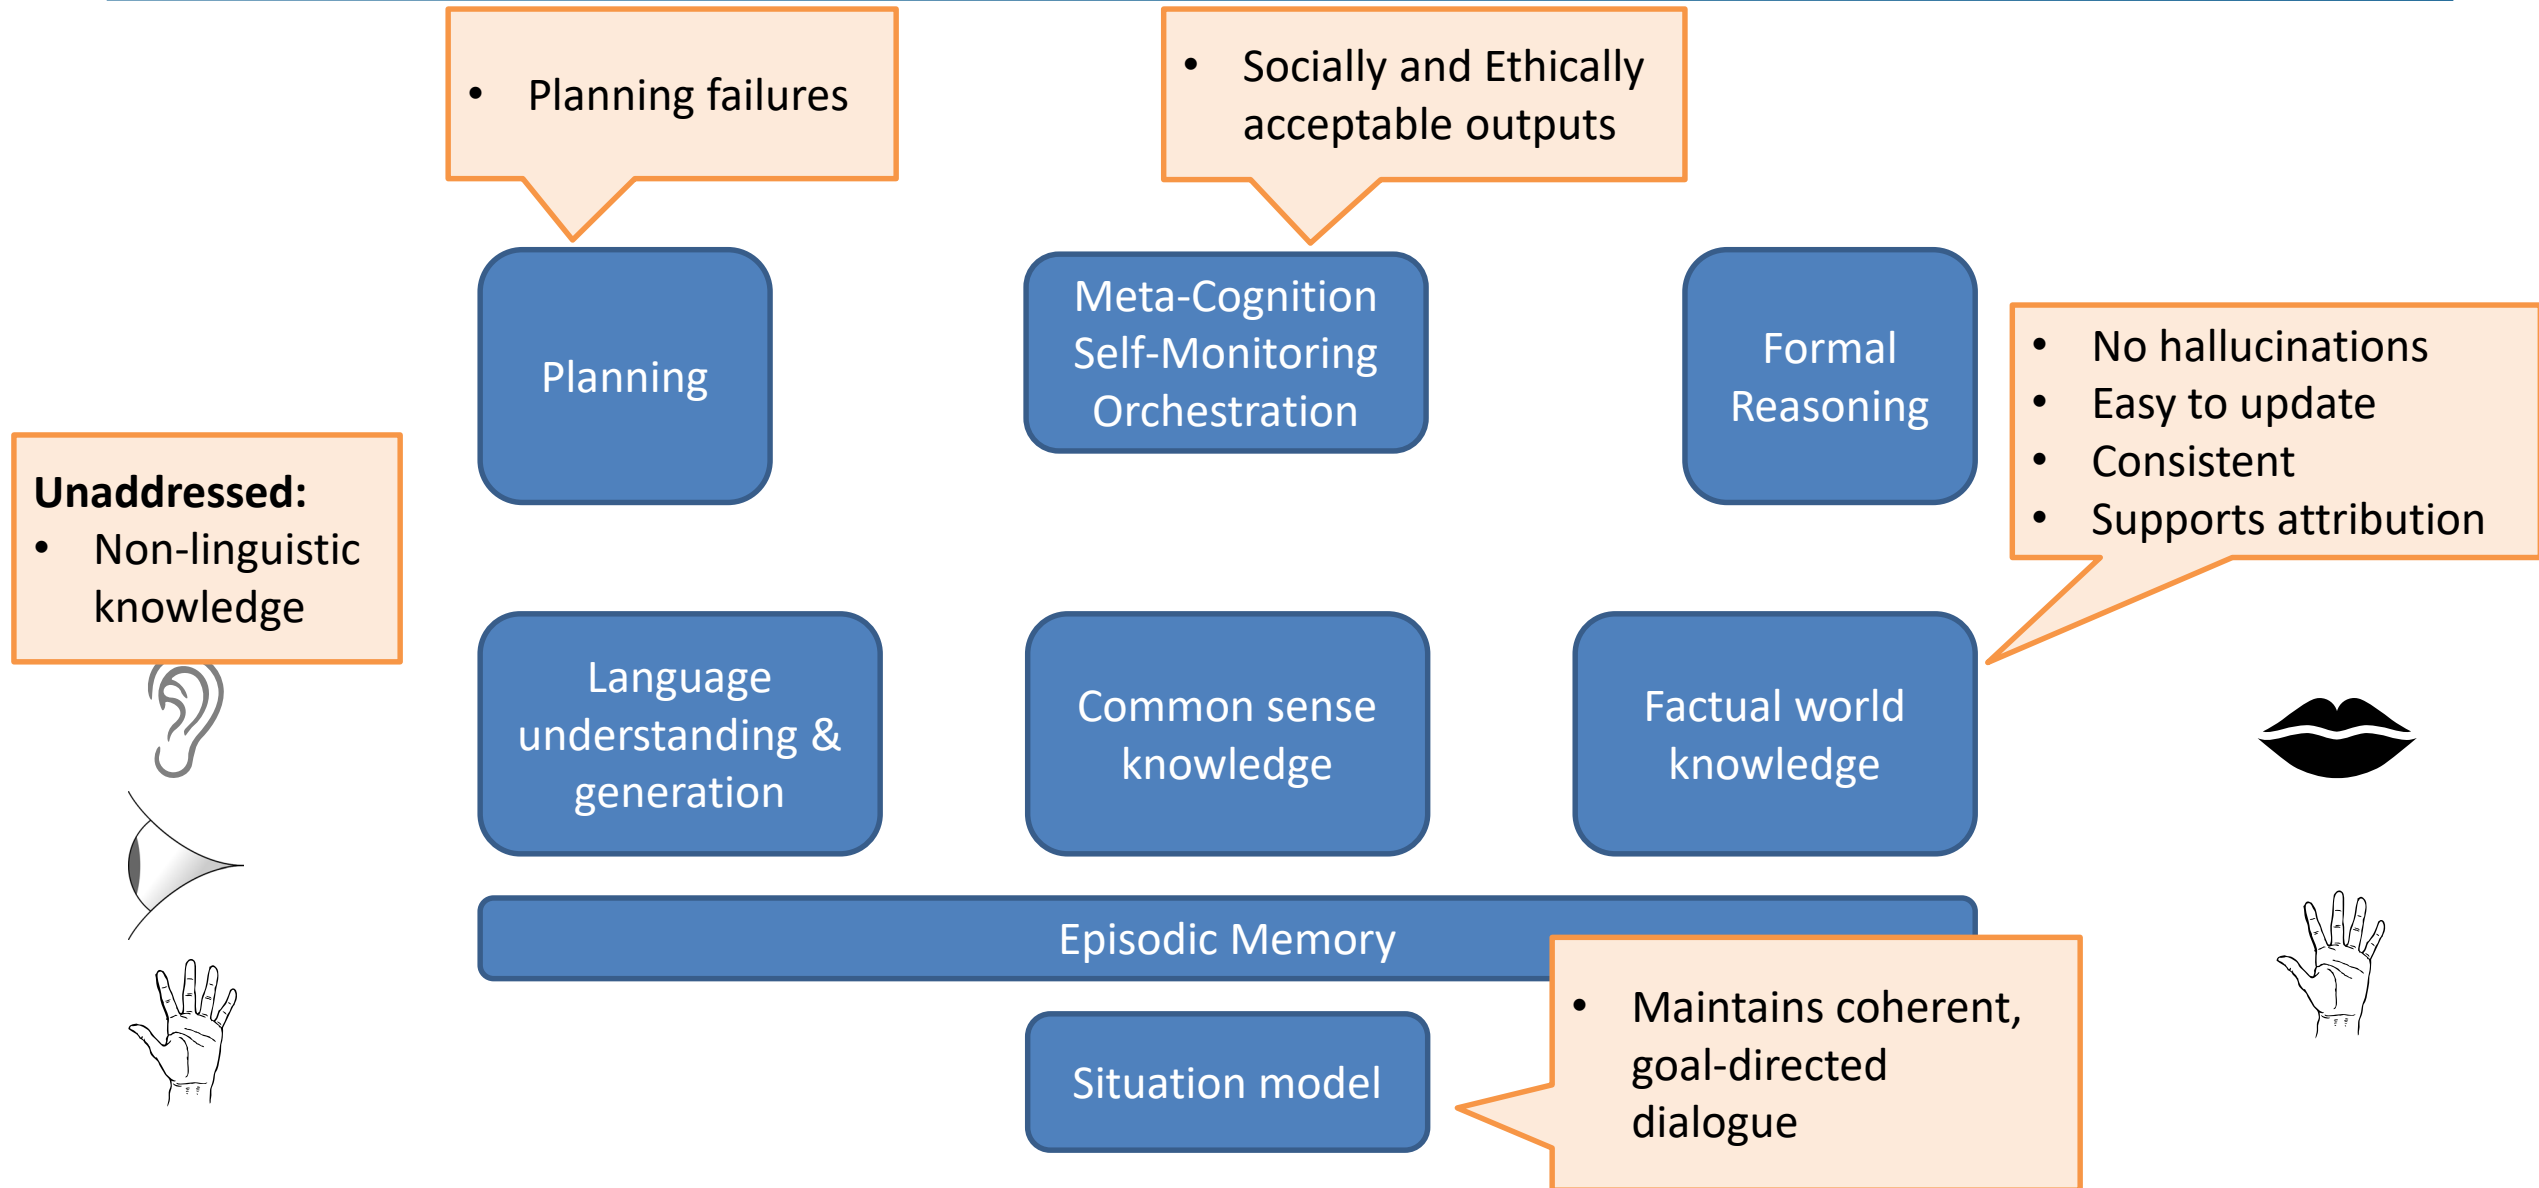 • Planning failures
• Socially and Ethically
acceptable outputs
Planning
Meta-Cognition
Self-Monitoring
Orchestration
Formal
Reasoning
• No hallucinations
• Easy to update
• Consistent
• Supports attribution
Unaddressed:
• Non-linguistic
knowledge
Language
understanding &
generation
Common sense
knowledge
Factual world
knowledge
Episodic Memory
Situation model
• Maintains coherent,
goal-directed
dialogue